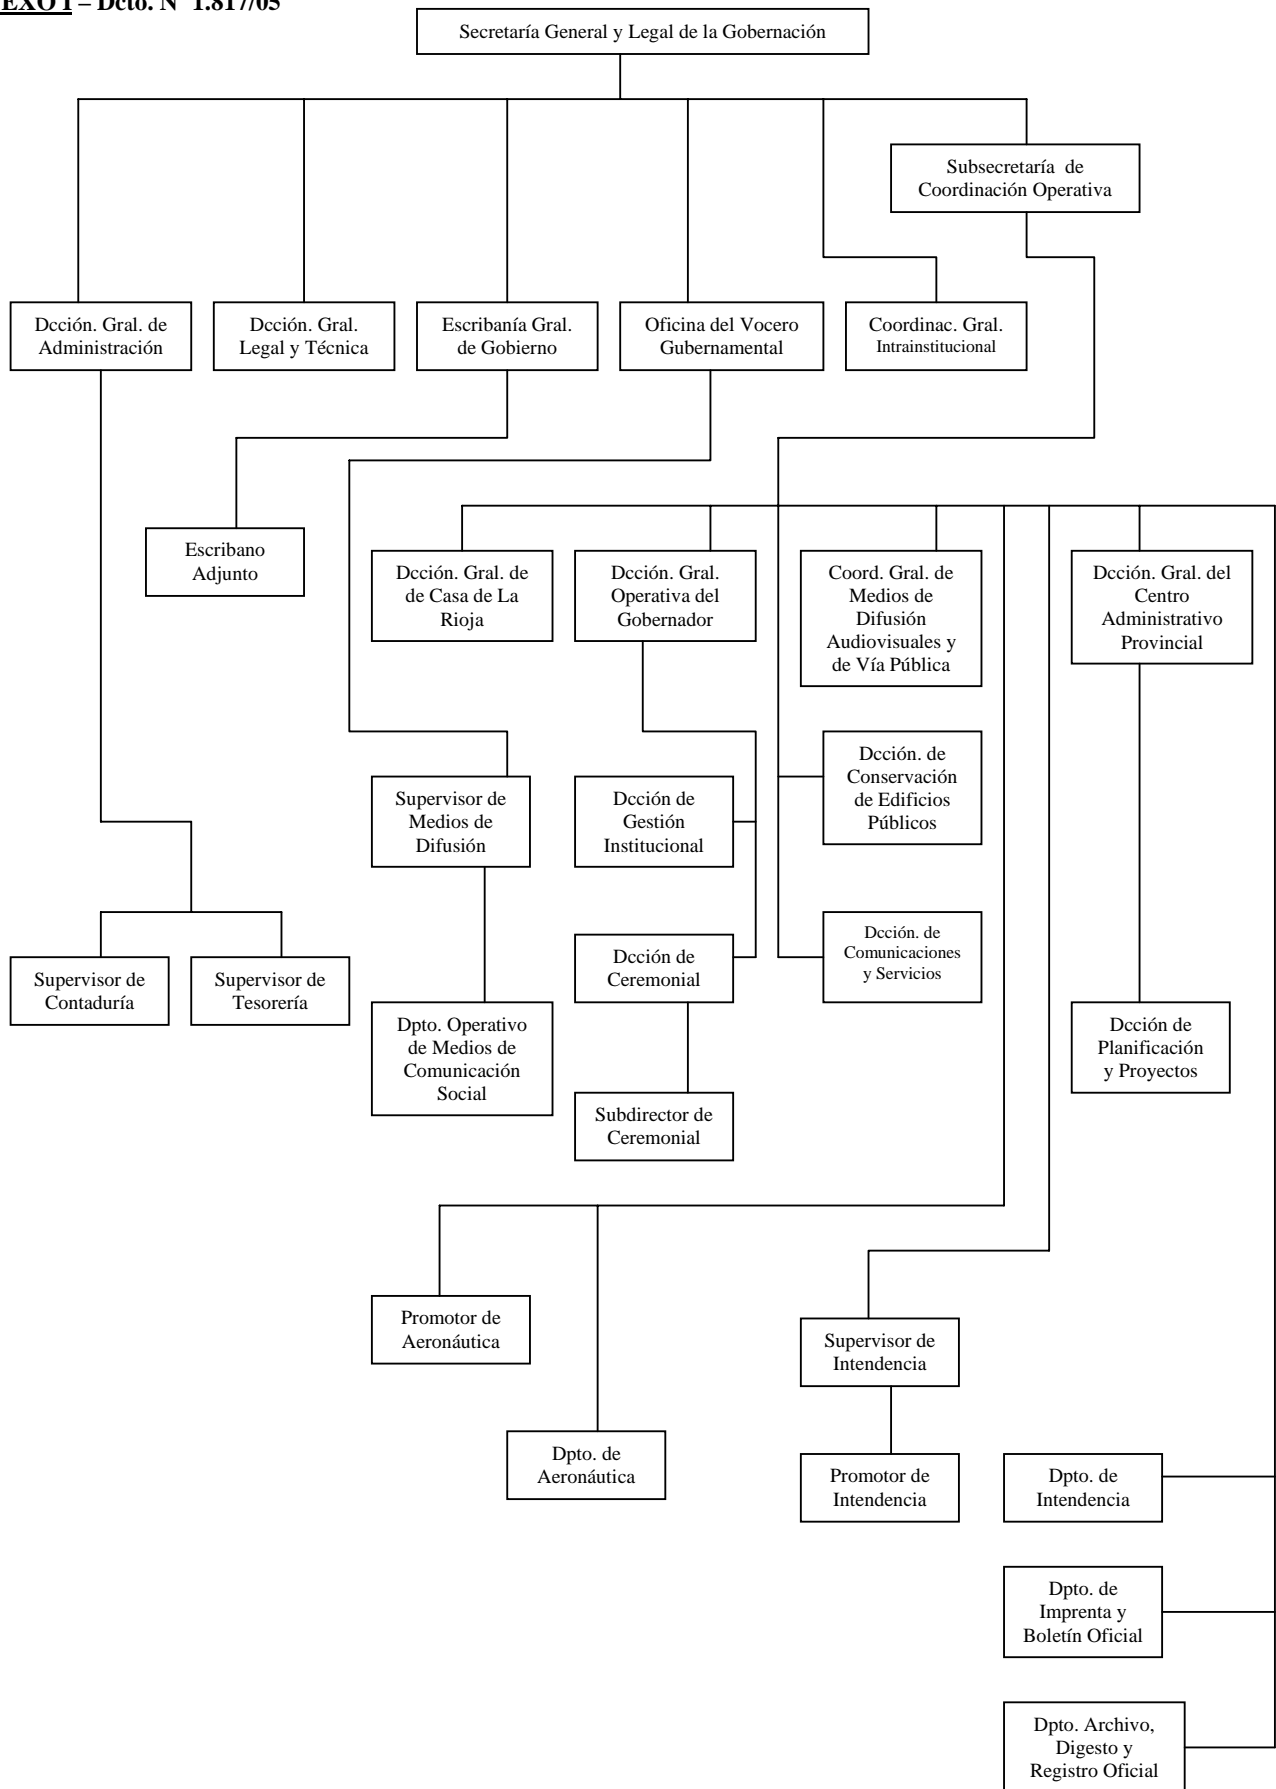 EXO I – Dcto. N° 1.817/05
Secretaría General y Legal de la Gobernación
Subsecretaría de
Coordinación Operativa
Dcción. Gral. de
Administración
Dcción. Gral.
Legal y Técnica
Escribanía Gral.
de Gobierno
Oficina del Vocero
Gubernamental
Coordinac. Gral.
Intrainstitucional
Escribano
Adjunto
Dcción. Gral. de
de Casa de La
Rioja
Dcción. Gral.
Operativa del
Gobernador
Coord. Gral. de
Medios de
Difusión
Audiovisuales y
de Vía Pública
Dcción. Gral. del
Centro
Administrativo
Provincial
Supervisor de
Medios de
Difusión
Dcción de
Gestión
Institucional
Dcción. de
Conservación
de Edificios
Públicos
Supervisor de
Contaduría
Supervisor de
Tesorería
Dcción de
Ceremonial
Dcción. de
Comunicaciones
y Servicios
Dpto. Operativo
de Medios de
Comunicación
Social
Dcción de
Planificación
y Proyectos
Subdirector de
Ceremonial
Promotor de
Aeronáutica
Supervisor de
Intendencia
Dpto. de
Aeronáutica
Promotor de
Intendencia
Dpto. de
Intendencia
Dpto. de
Imprenta y
Boletín Oficial
Dpto. Archivo,
Digesto y
Registro Oficial